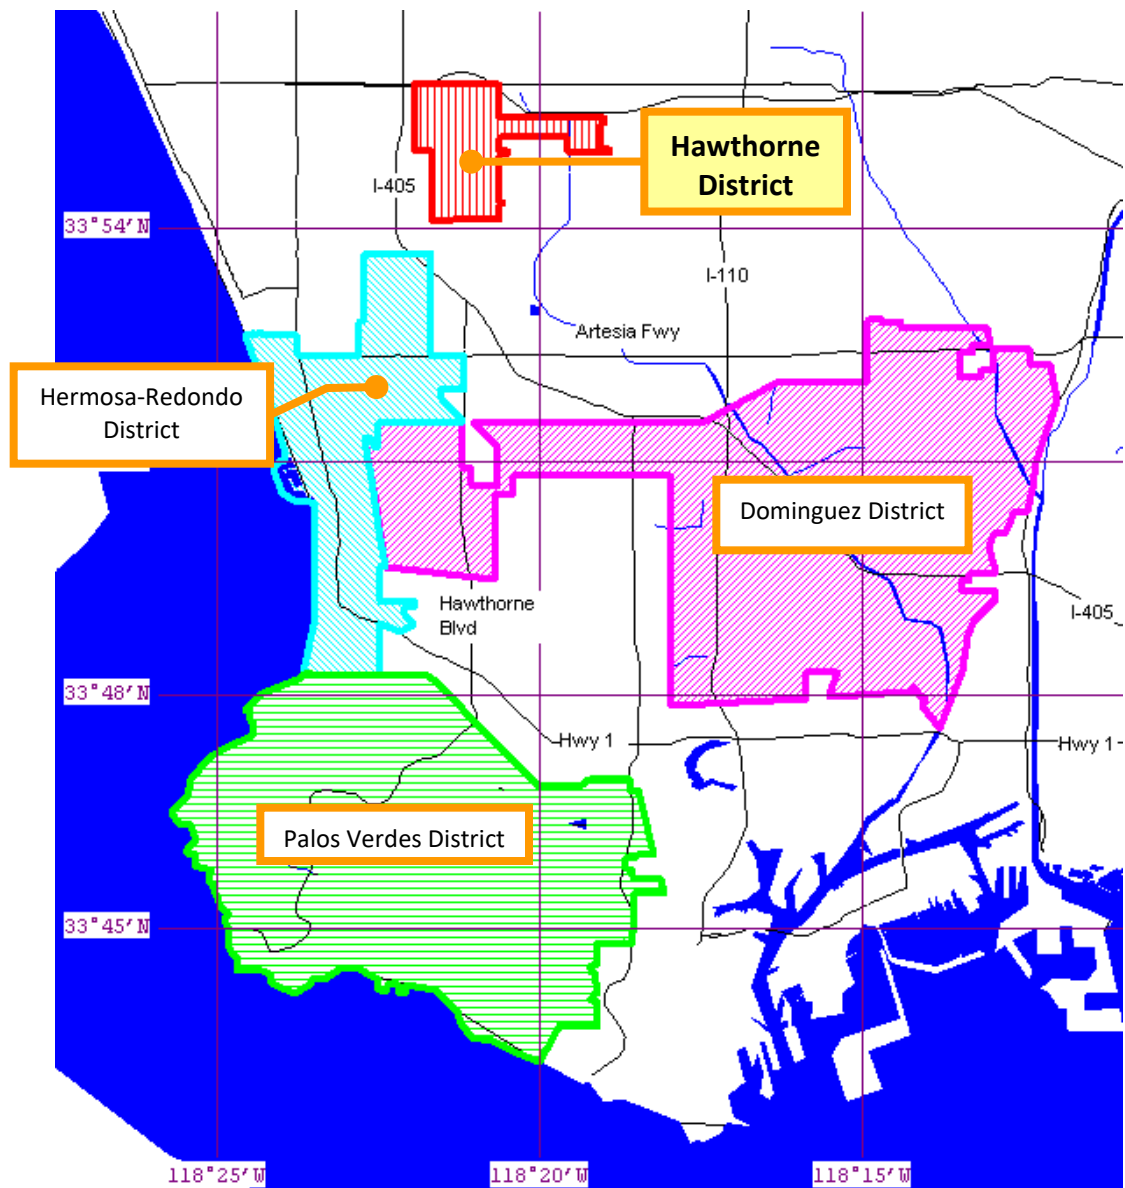 Hawthorne
District
I-405
33°54'N
I-110
Artesia Fwy
Hermosa-Redondo
District
Dominguez District
Hawthorne
Blvd
I-405
33°48'N
Hwy 1
Hwy 1
Palos Verdes District
33°45'N
118°25'W
118°20'W
118°15'W